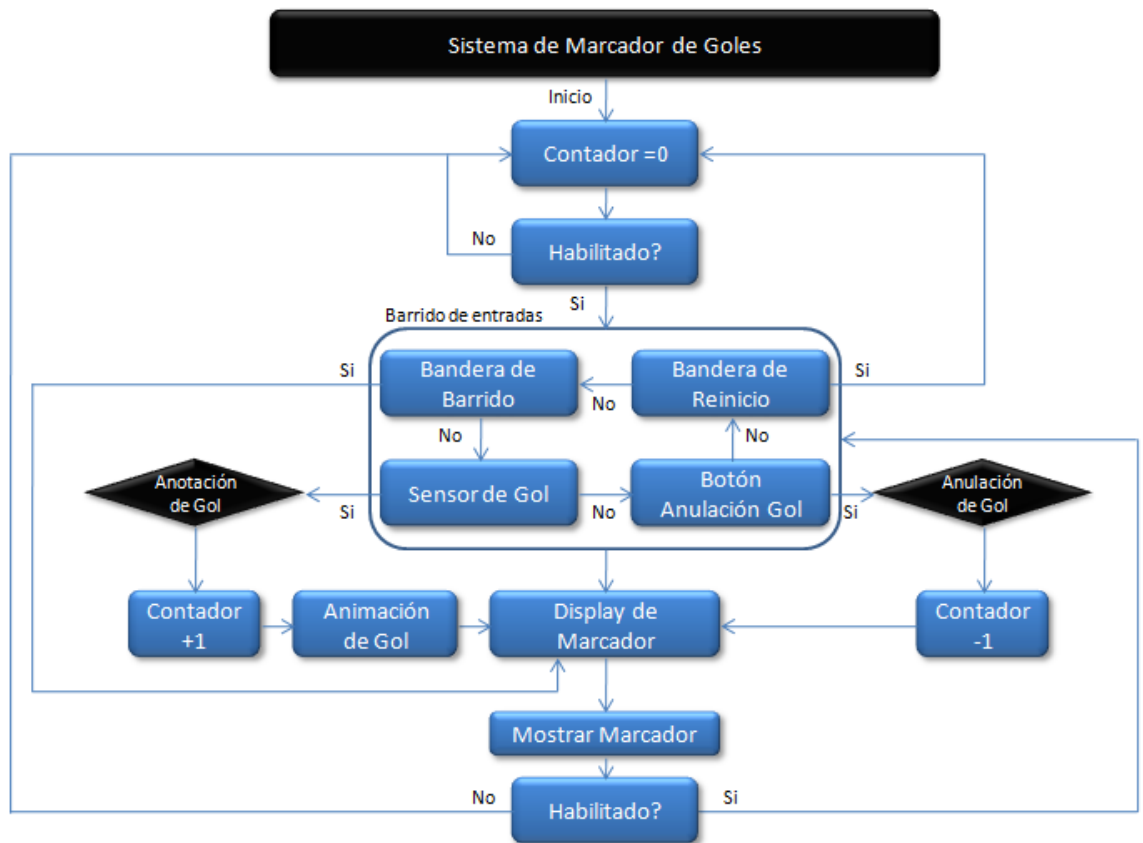 Sistema de Marcador de Goles
Inicio
Contador =0
No
Habilitado?
Si
Barrido de entradas
Si
Bandera de
Barrido
No
Bandera de
Reinicio
Si
No
No
Anotación
de Gol
Si
Sensor de Gol
No
Botón
Anulación Gol
Si
Anulación
de Gol
Contador
+1
Animación
de Gol
Display de
Marcador
Contador
-1
Mostrar Marcador
No
Habilitado?
Si